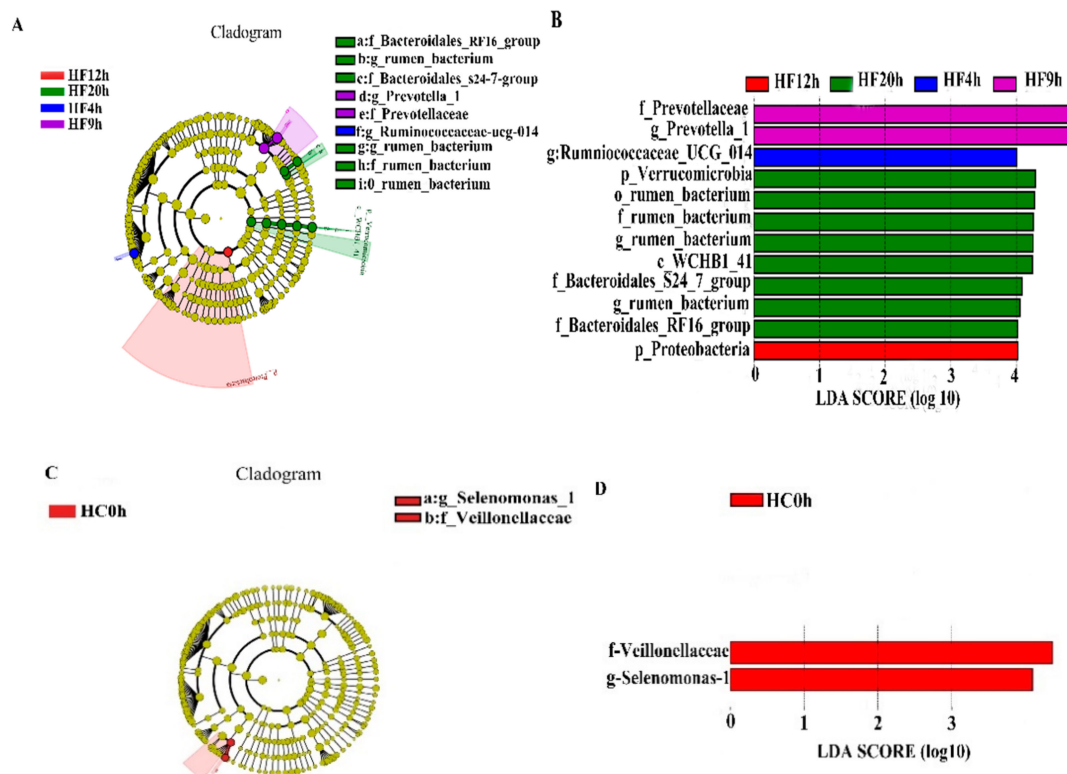 A
Cladogram
HF12h
HF20h
HF4h
HF9h
a:f_Bacteroidales_RF16_group
b:g_rumen_bacterium
c:f_Bacteroidales_s24-7-group
d:g_Prevotella_1
e:f_Prevotellaceae
f:g_Ruminococcaceae-ucg-014
g:g_rumen_bacterium
h:f_rumen_bacterium
i:0_rumen_bacterium
p_Verrucomicrobia
p_Proteobacteria
B
HF12h
HF20h
HF4h
HF9h
f_Prevotellaceae
g_Prevotella_1
g:Rumniococcaceae_UCG_014
p_Verrucomicrobia
o_rumen_bacterium
f_rumen_bacterium
g_rumen_bacterium
c_WCHB1_41
f_Bacteroidales_S24_7_group
g_rumen_bacterium
f_Bacteroidales_RF16_group
p_Proteobacteria
0 1 2 3 4
LDA SCORE (log 10)
C
Cladogram
HC0h
a:g_Selenomonas_1
b:f_Veillonellaceae
D
HC0h
f-Veillonellaceae
g-Selenomonas-1
0 1 2 3
LDA SCORE (log10)